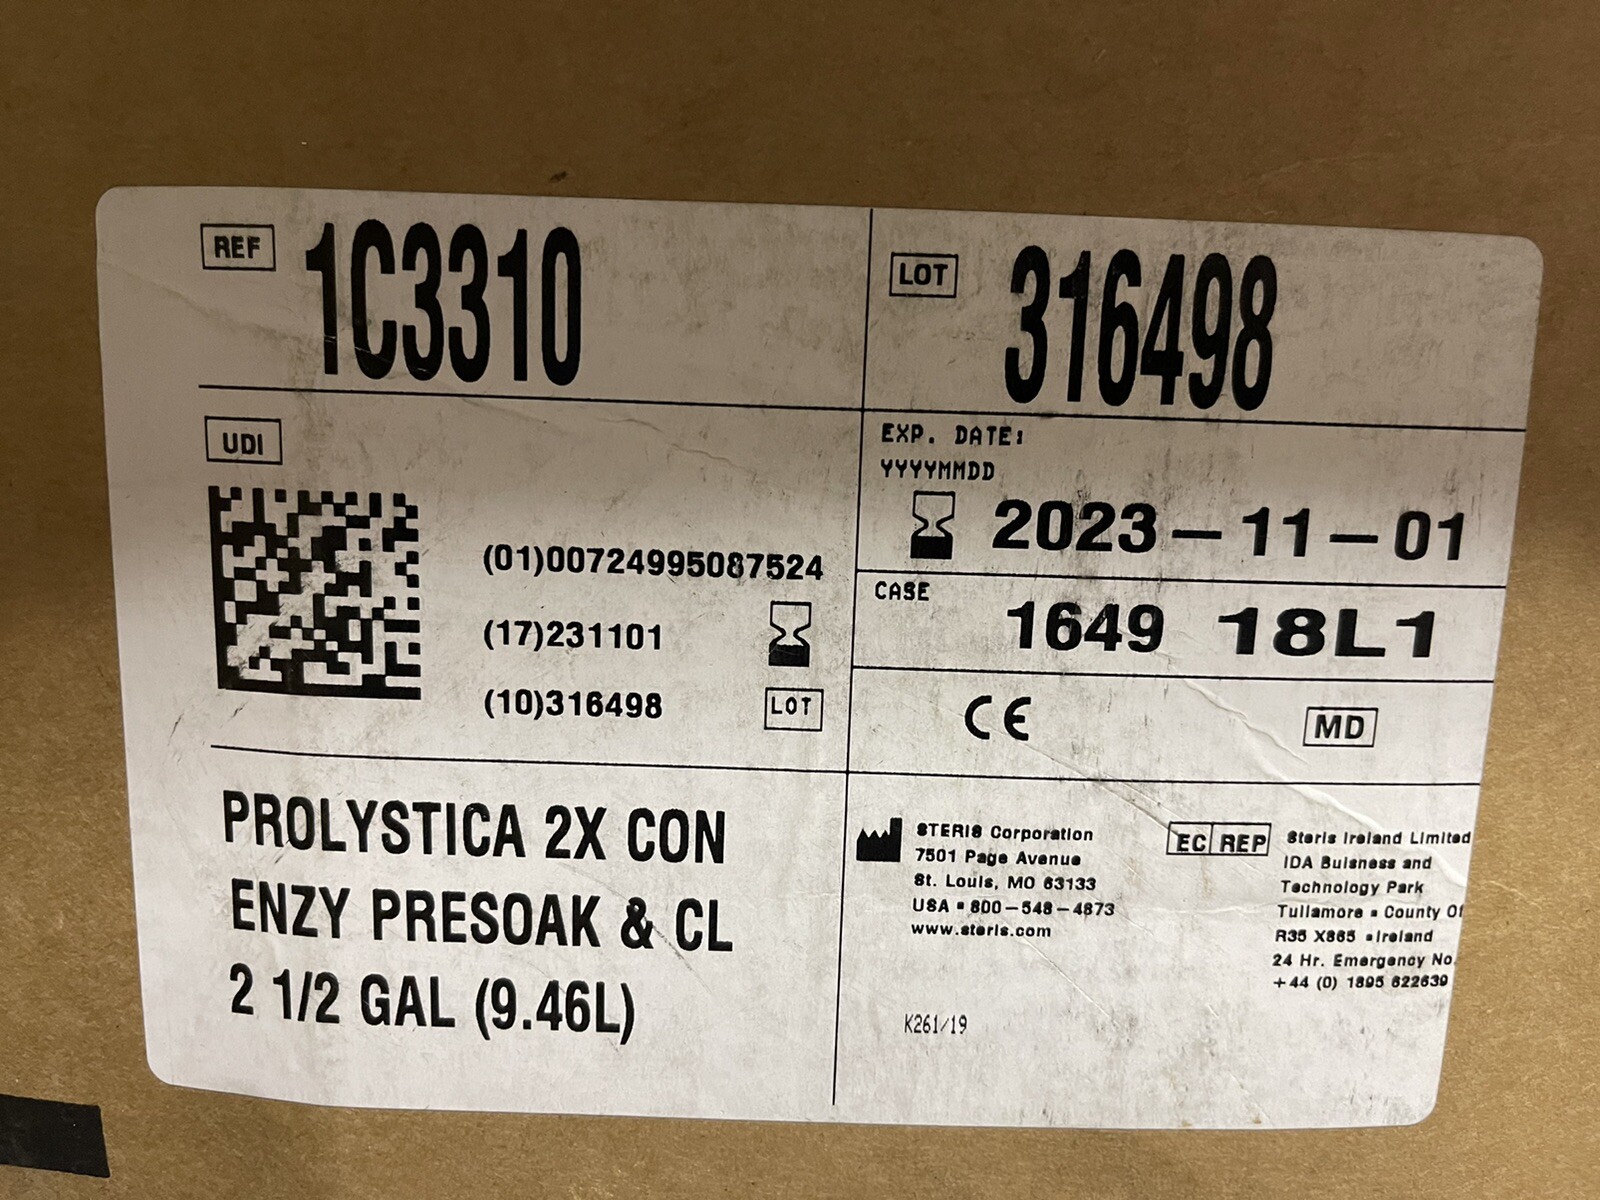 REF 1C3310
LOT 316498
UDI
(01)00724995087524
(17)231101
(10)316498 LOT
EXP. DATE:
YYYYMMDD
2023-11-01
CASE
1649 18L1
CE MD
PROLYSTICA 2X CON
ENZY PRESOAK & CL
2 1/2 GAL (9.46L)
STERIS Corporation
7501 Page Avenue
St. Louis, MO 63133
USA ▪ 800-548-4873
www.steris.com
K261/19
EC REP
Steris Ireland Limited
IDA Buisness and
Technology Park
Tullamore ▪ County Of
R35 X865 ▪ Ireland
24 Hr. Emergency No.
+44 (0) 1895 622639